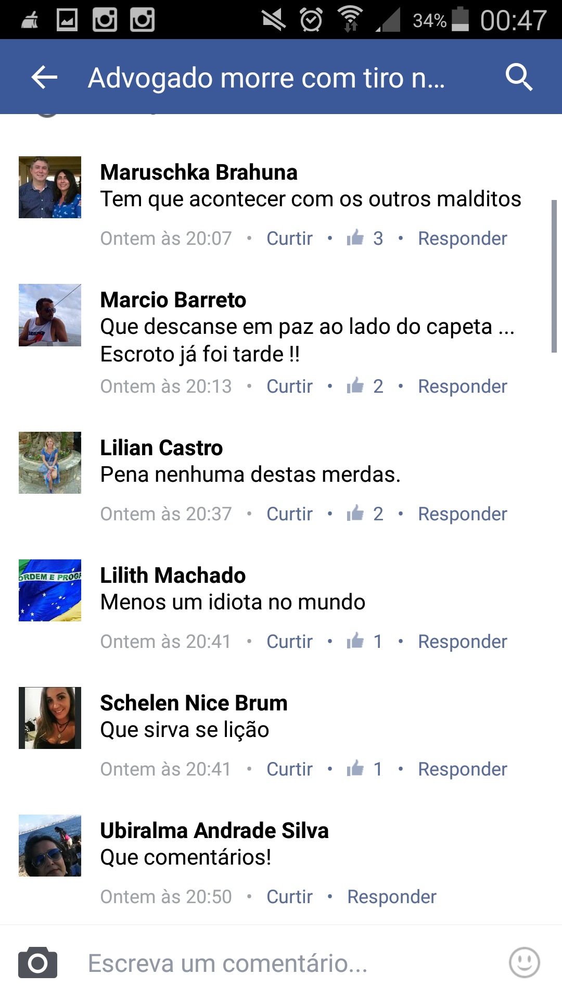 34% 00:47
Advogado morre com tiro n...
Maruschka Brahuna
Tem que acontecer com os outros malditos
Ontem às 20:07 • Curtir • 3 • Responder
Marcio Barreto
Que descanse em paz ao lado do capeta ...
Escroto já foi tarde !!
Ontem às 20:13 • Curtir • 2 • Responder
Lilian Castro
Pena nenhuma destas merdas.
Ontem às 20:37 • Curtir • 2 • Responder
ORDEM E PROGR
Lilith Machado
Menos um idiota no mundo
Ontem às 20:41 • Curtir • 1 • Responder
Schelen Nice Brum
Que sirva se lição
Ontem às 20:41 • Curtir • 1 • Responder
Ubiralma Andrade Silva
Que comentários!
Ontem às 20:50 • Curtir • Responder
Escreva um comentário...